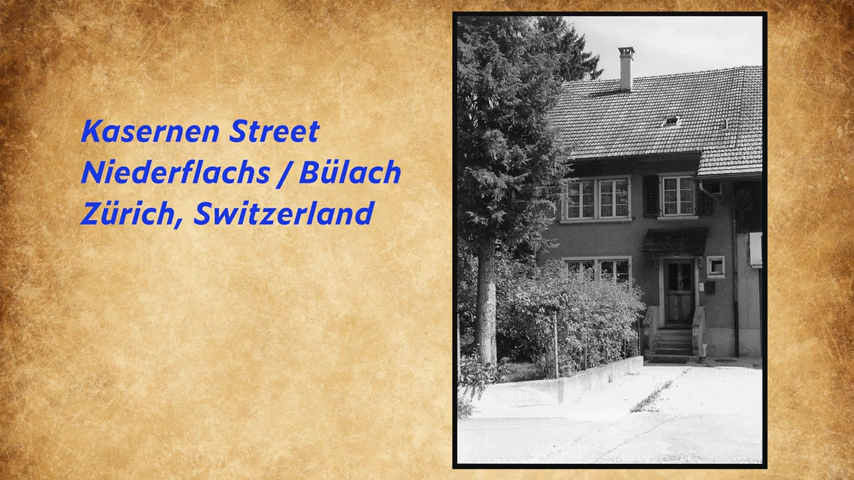 Kasernen Street
Niederflachs / Bülach
Zürich, Switzerland